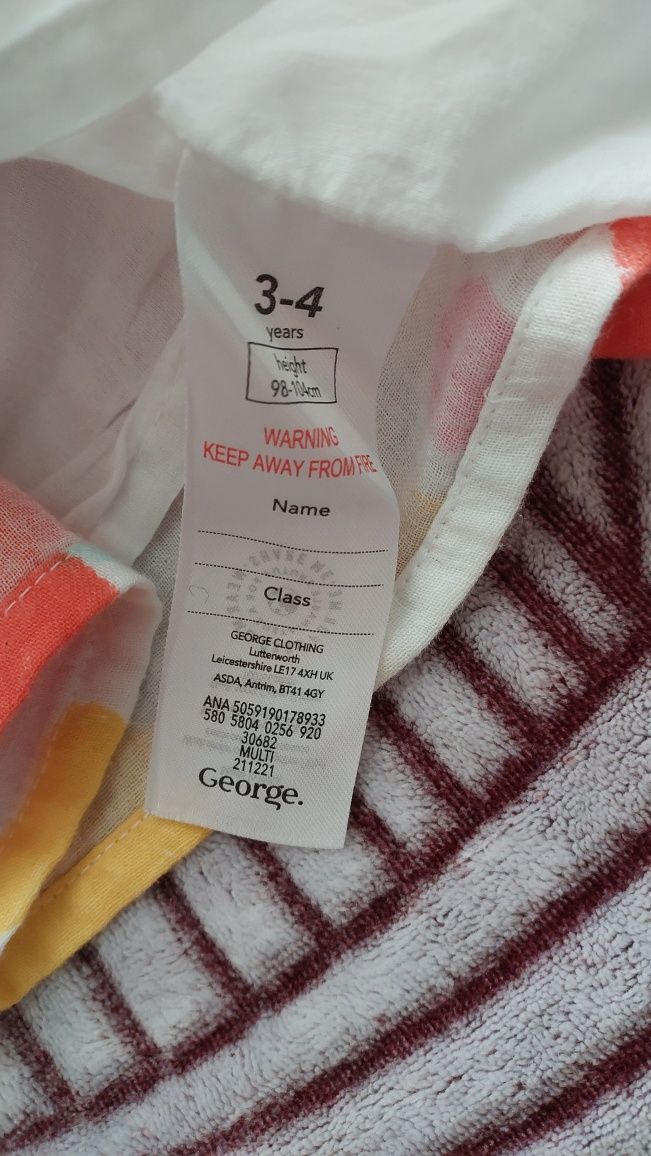 3-4
years
height
98-104cm
WARNING
KEEP AWAY FROM FIRE
Name
Class
GEORGE CLOTHING
Lutterworth
Leicestershire LE17 4XH UK
ASDA, Antrim, BT41 4GY
ANA 5059190178933
580 5804 0256 920
30682
MULTI
211221
George.